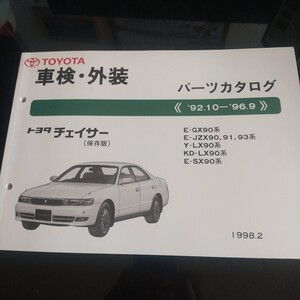 TOYOTA
車検・外装
パーツカタログ
《 '92.10－'96.9 》
トヨタ チェイサー
(保存版)
E-GX90系
E-JZX90,91,93系
Y-LX90系
KD-LX90系
E-SX90系
1998.2